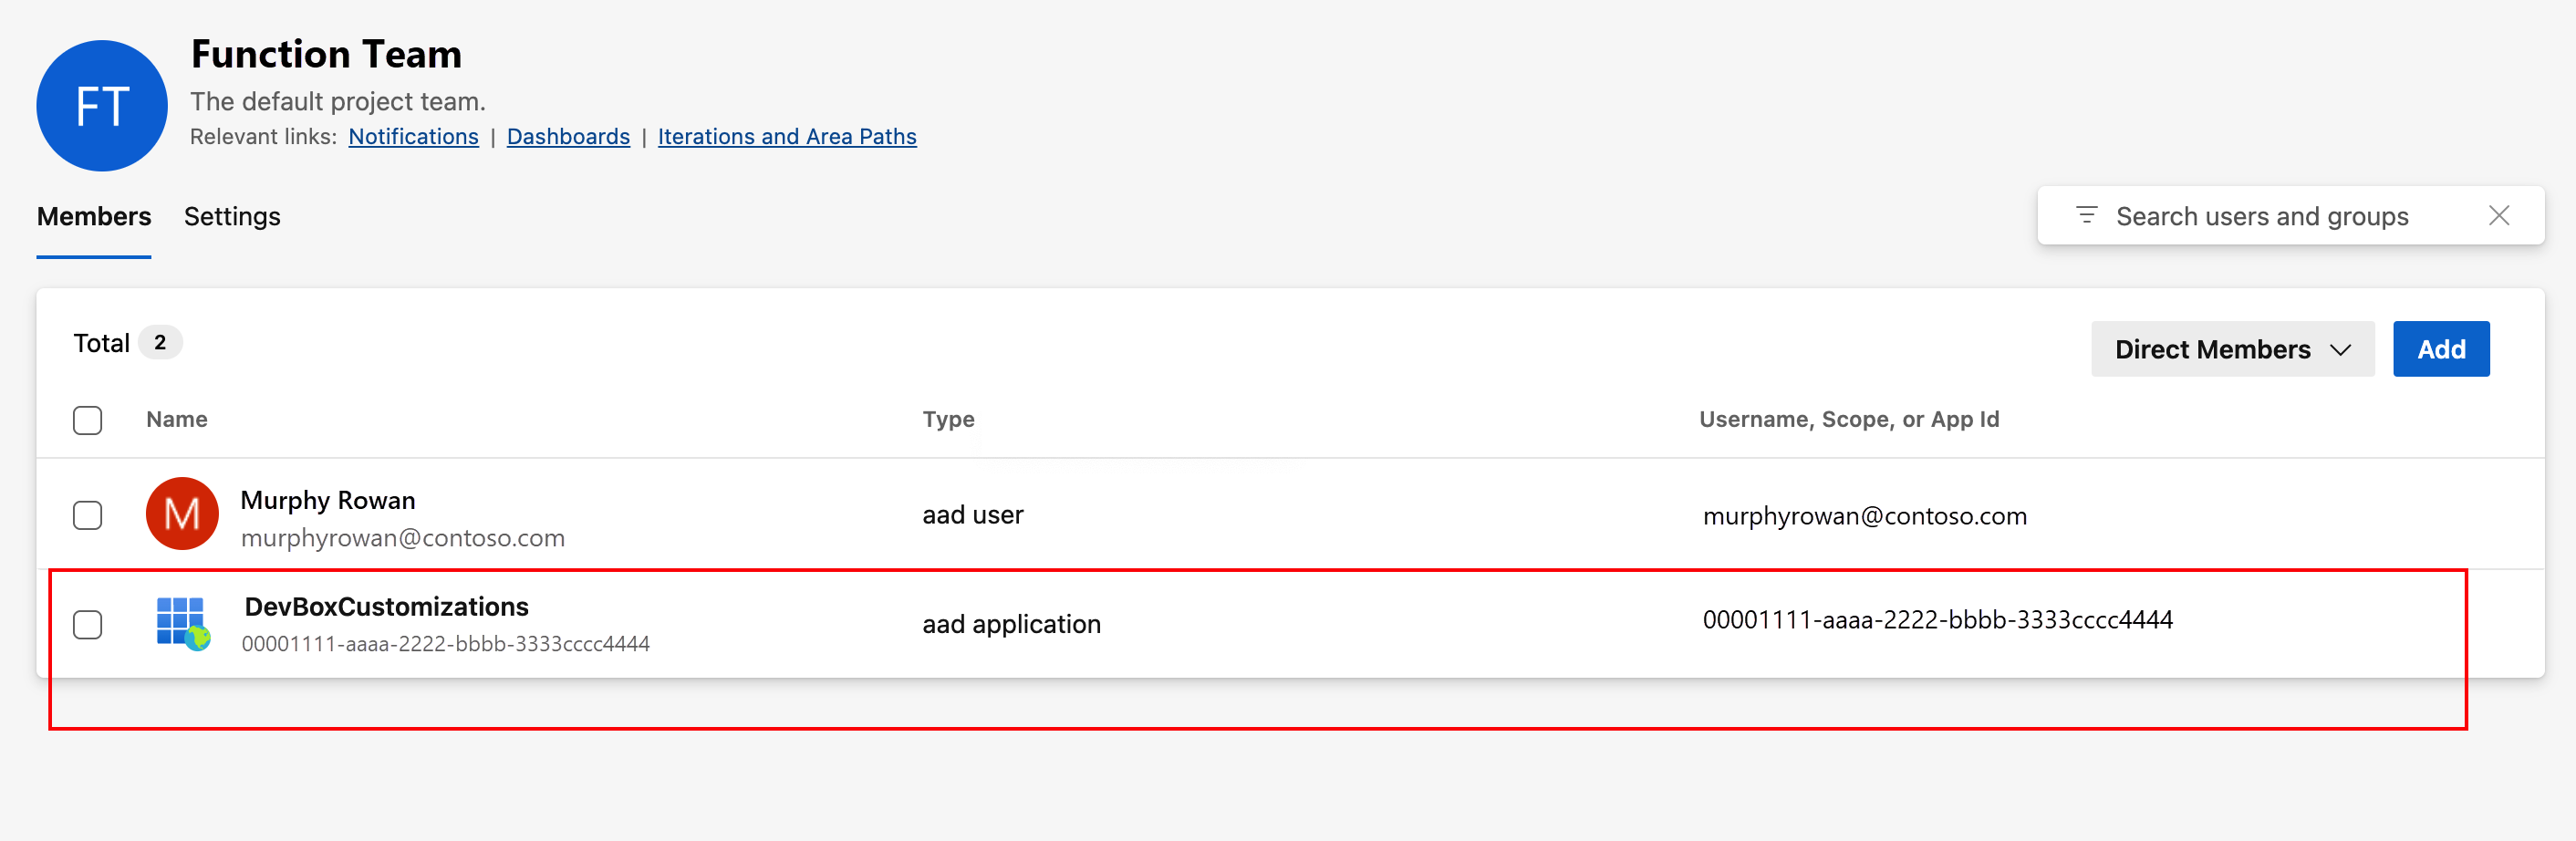 FT
Function Team
The default project team.
Relevant links: Notifications | Dashboards | Iterations and Area Paths
Members Settings
Search users and groups
Total 2
Direct Members Add
Name Type Username, Scope, or App Id
M
Murphy Rowan
murphyrowan@contoso.com
aad user
murphyrowan@contoso.com
DevBoxCustomizations
00001111-aaaa-2222-bbbb-3333cccc4444
aad application
00001111-aaaa-2222-bbbb-3333cccc4444